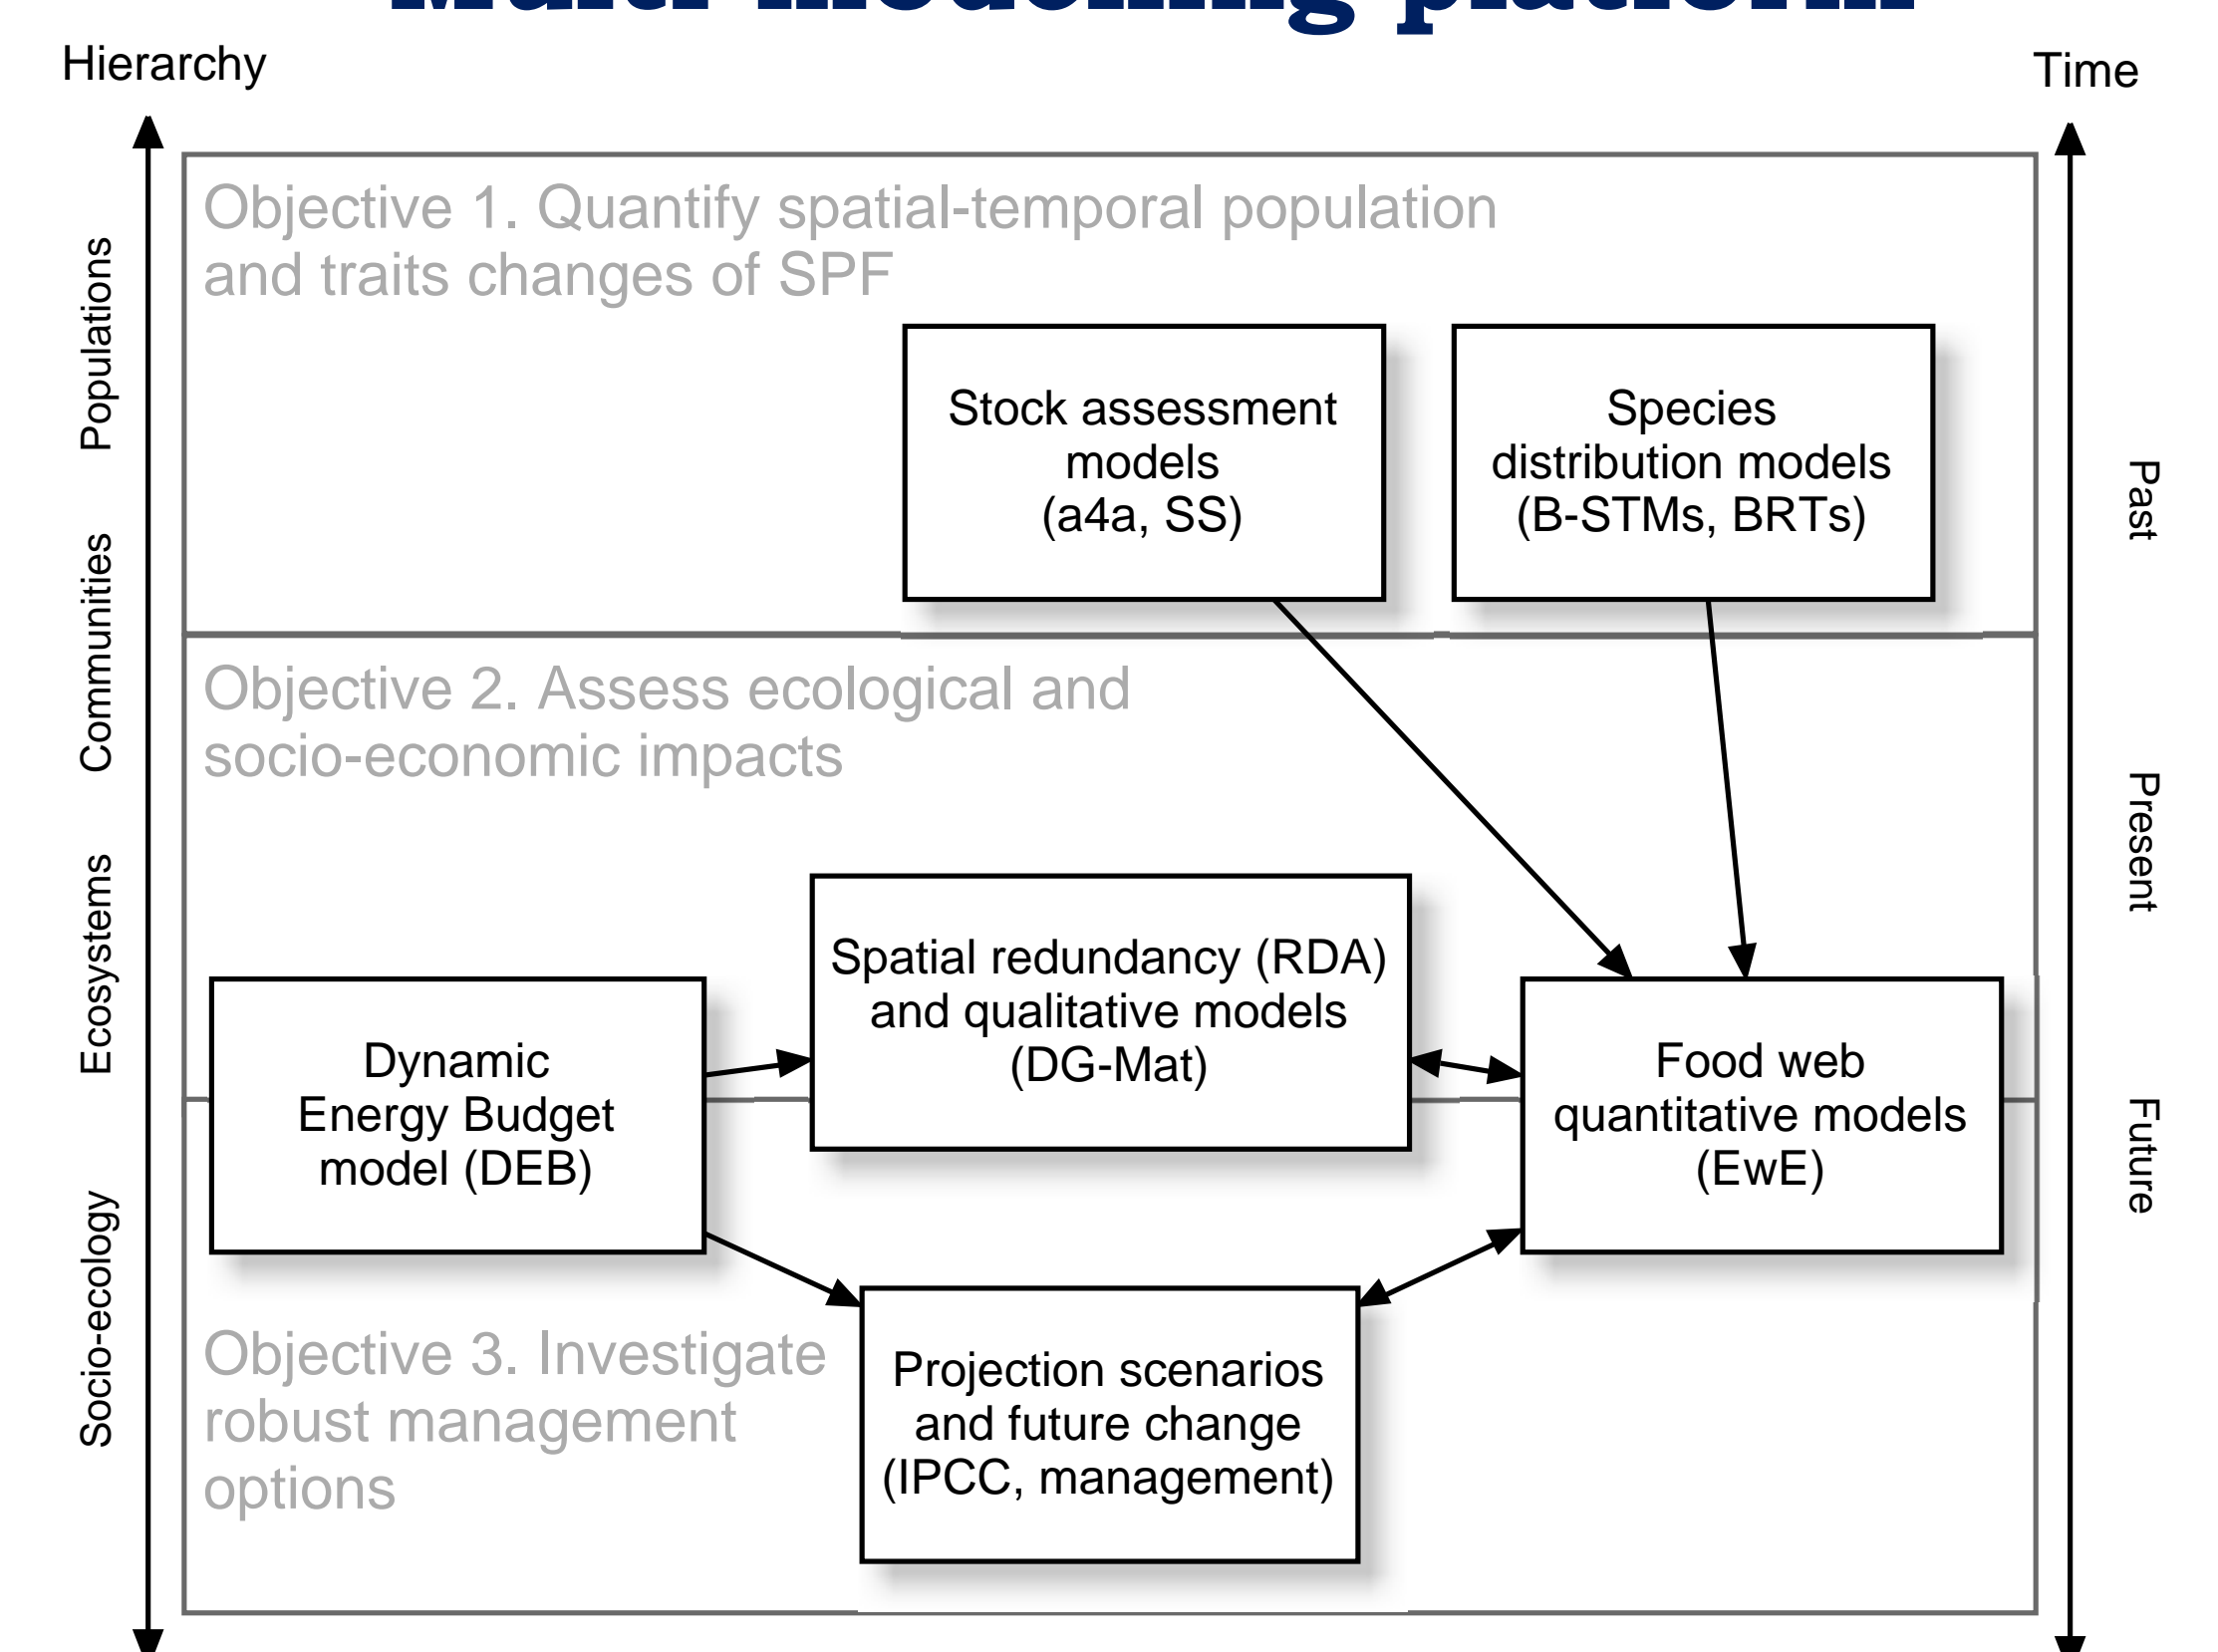 Multi-modelling platform
Hierarchy
Time
Populations
Communities
Ecosystems
Socio-ecology
Past
Present
Future
Objective 1. Quantify spatial-temporal population
and traits changes of SPF
Stock assessment
models
(a4a, SS)
Species
distribution models
(B-STMs, BRTs)
Objective 2. Assess ecological and
socio-economic impacts
Spatial redundancy (RDA)
and qualitative models
(DG-Mat)
Dynamic
Energy Budget
model (DEB)
Food web
quantitative models
(EwE)
Objective 3. Investigate
robust management
options
Projection scenarios
and future change
(IPCC, management)